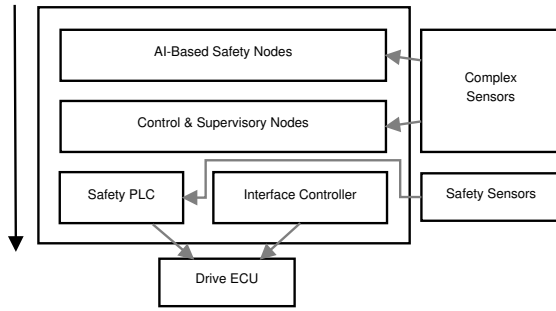 AI-Based Safety Nodes
Complex
Sensors
Control & Supervisory Nodes
Safety PLC
Interface Controller
Safety Sensors
Drive ECU